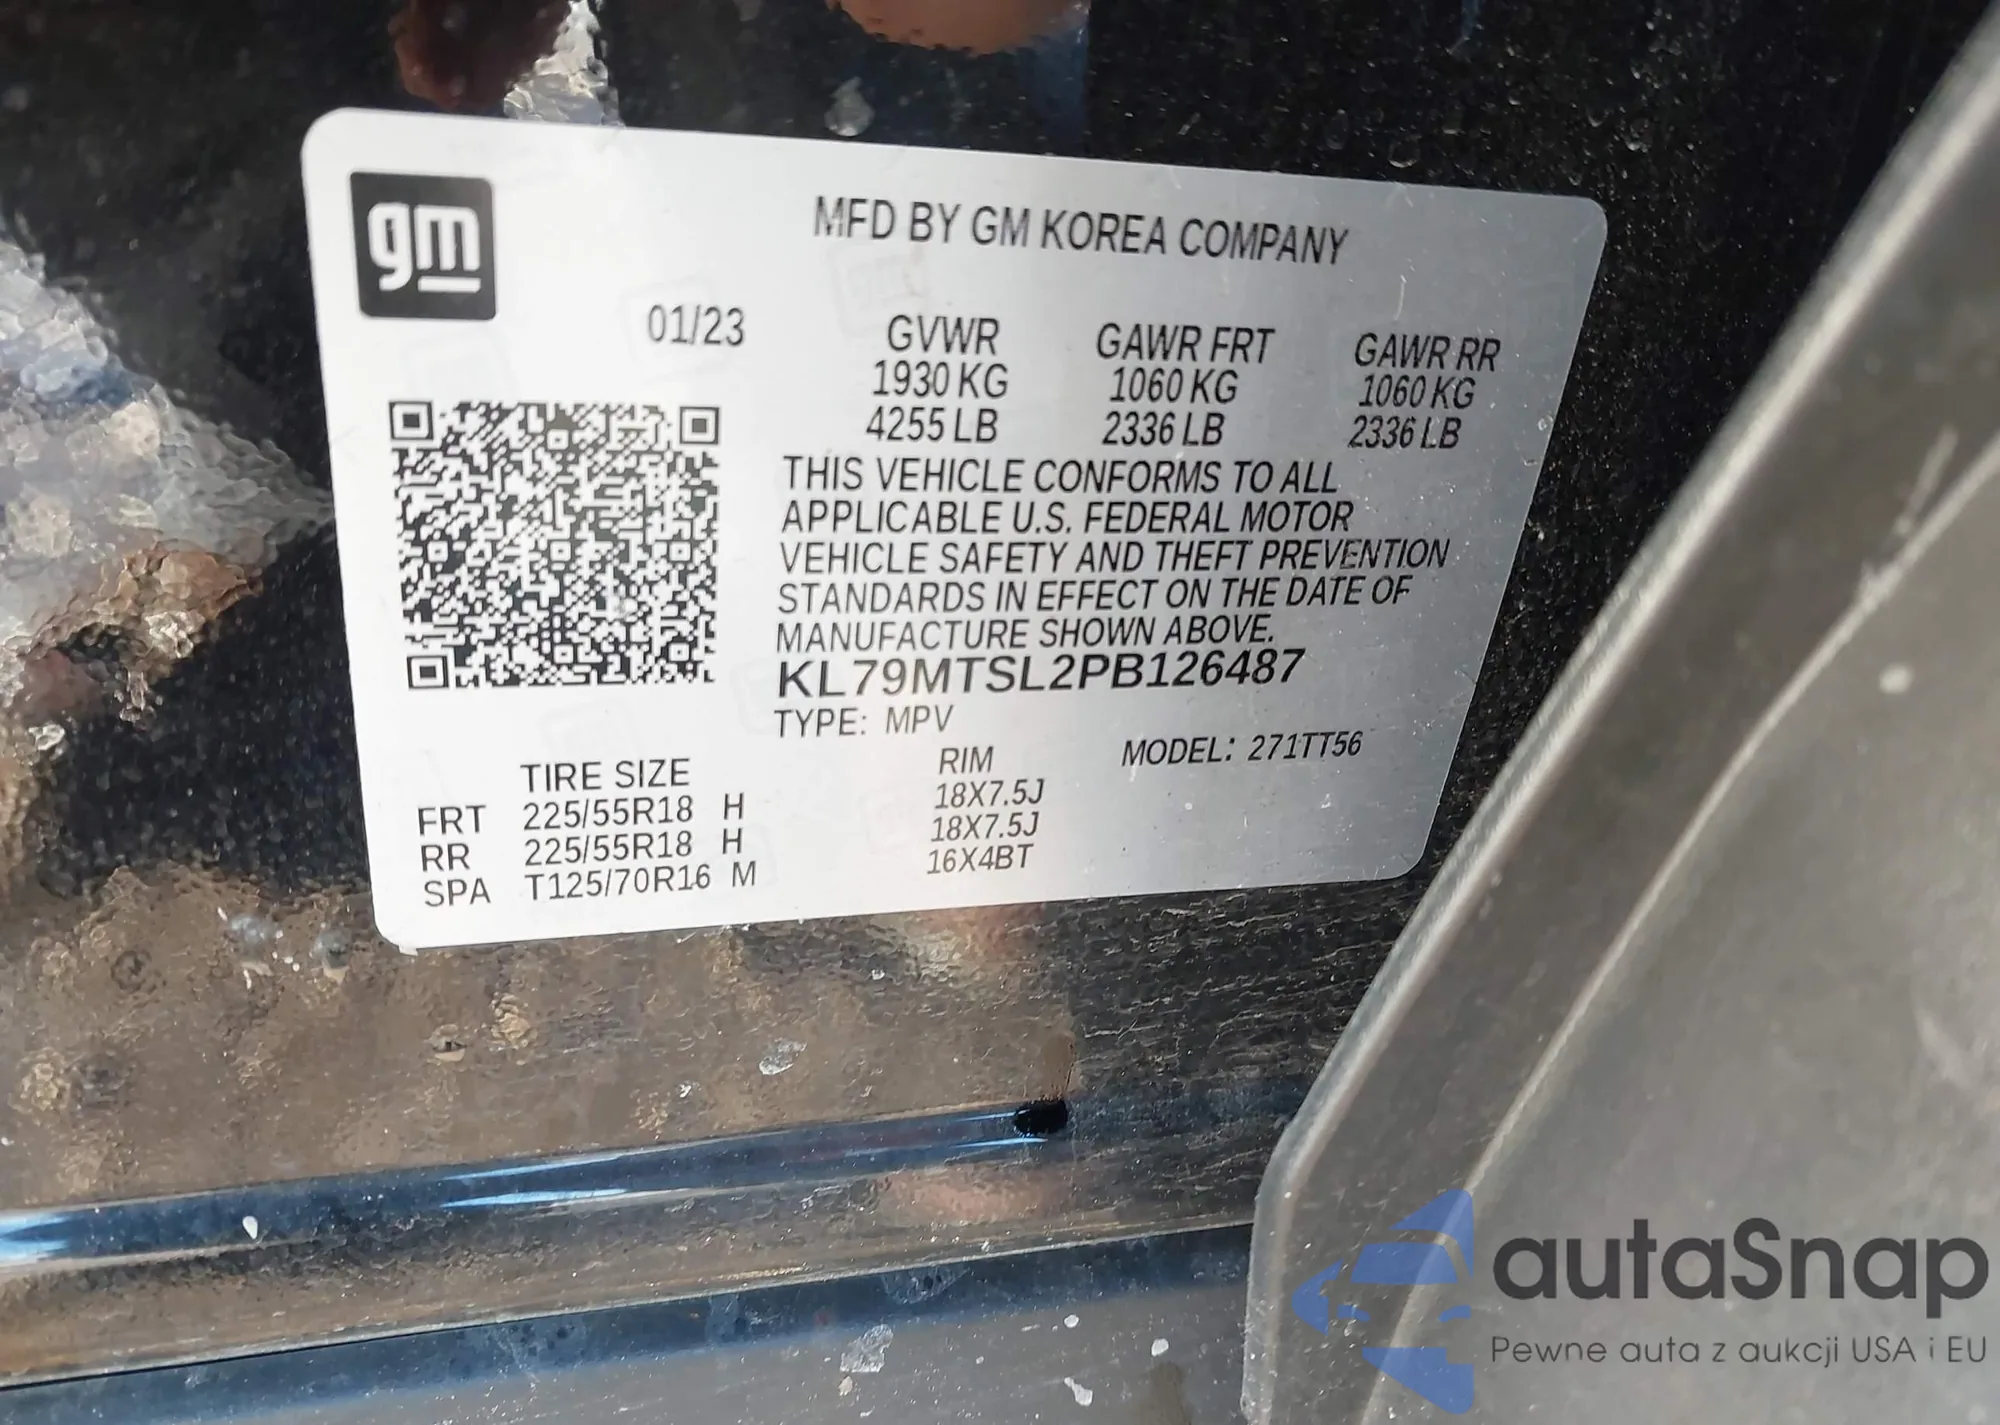 gm
MFD BY GM KOREA COMPANY
01/23
GVWR GAWR FRT GAWR RR
1930 KG 1060 KG 1060 KG
4255 LB 2336 LB 2336 LB
THIS VEHICLE CONFORMS TO ALL
APPLICABLE U.S. FEDERAL MOTOR
VEHICLE SAFETY AND THEFT PREVENTION
STANDARDS IN EFFECT ON THE DATE OF
MANUFACTURE SHOWN ABOVE.
KL79MTSL2PB126487
TYPE: MPV
MODEL: 271TT56
TIRE SIZE RIM
FRT 225/55R18 H 18X7.5J
RR 225/55R18 H 18X7.5J
SPA T125/70R16 M 16X4BT
autaSnap
Pewne auta z aukcji USA i EU